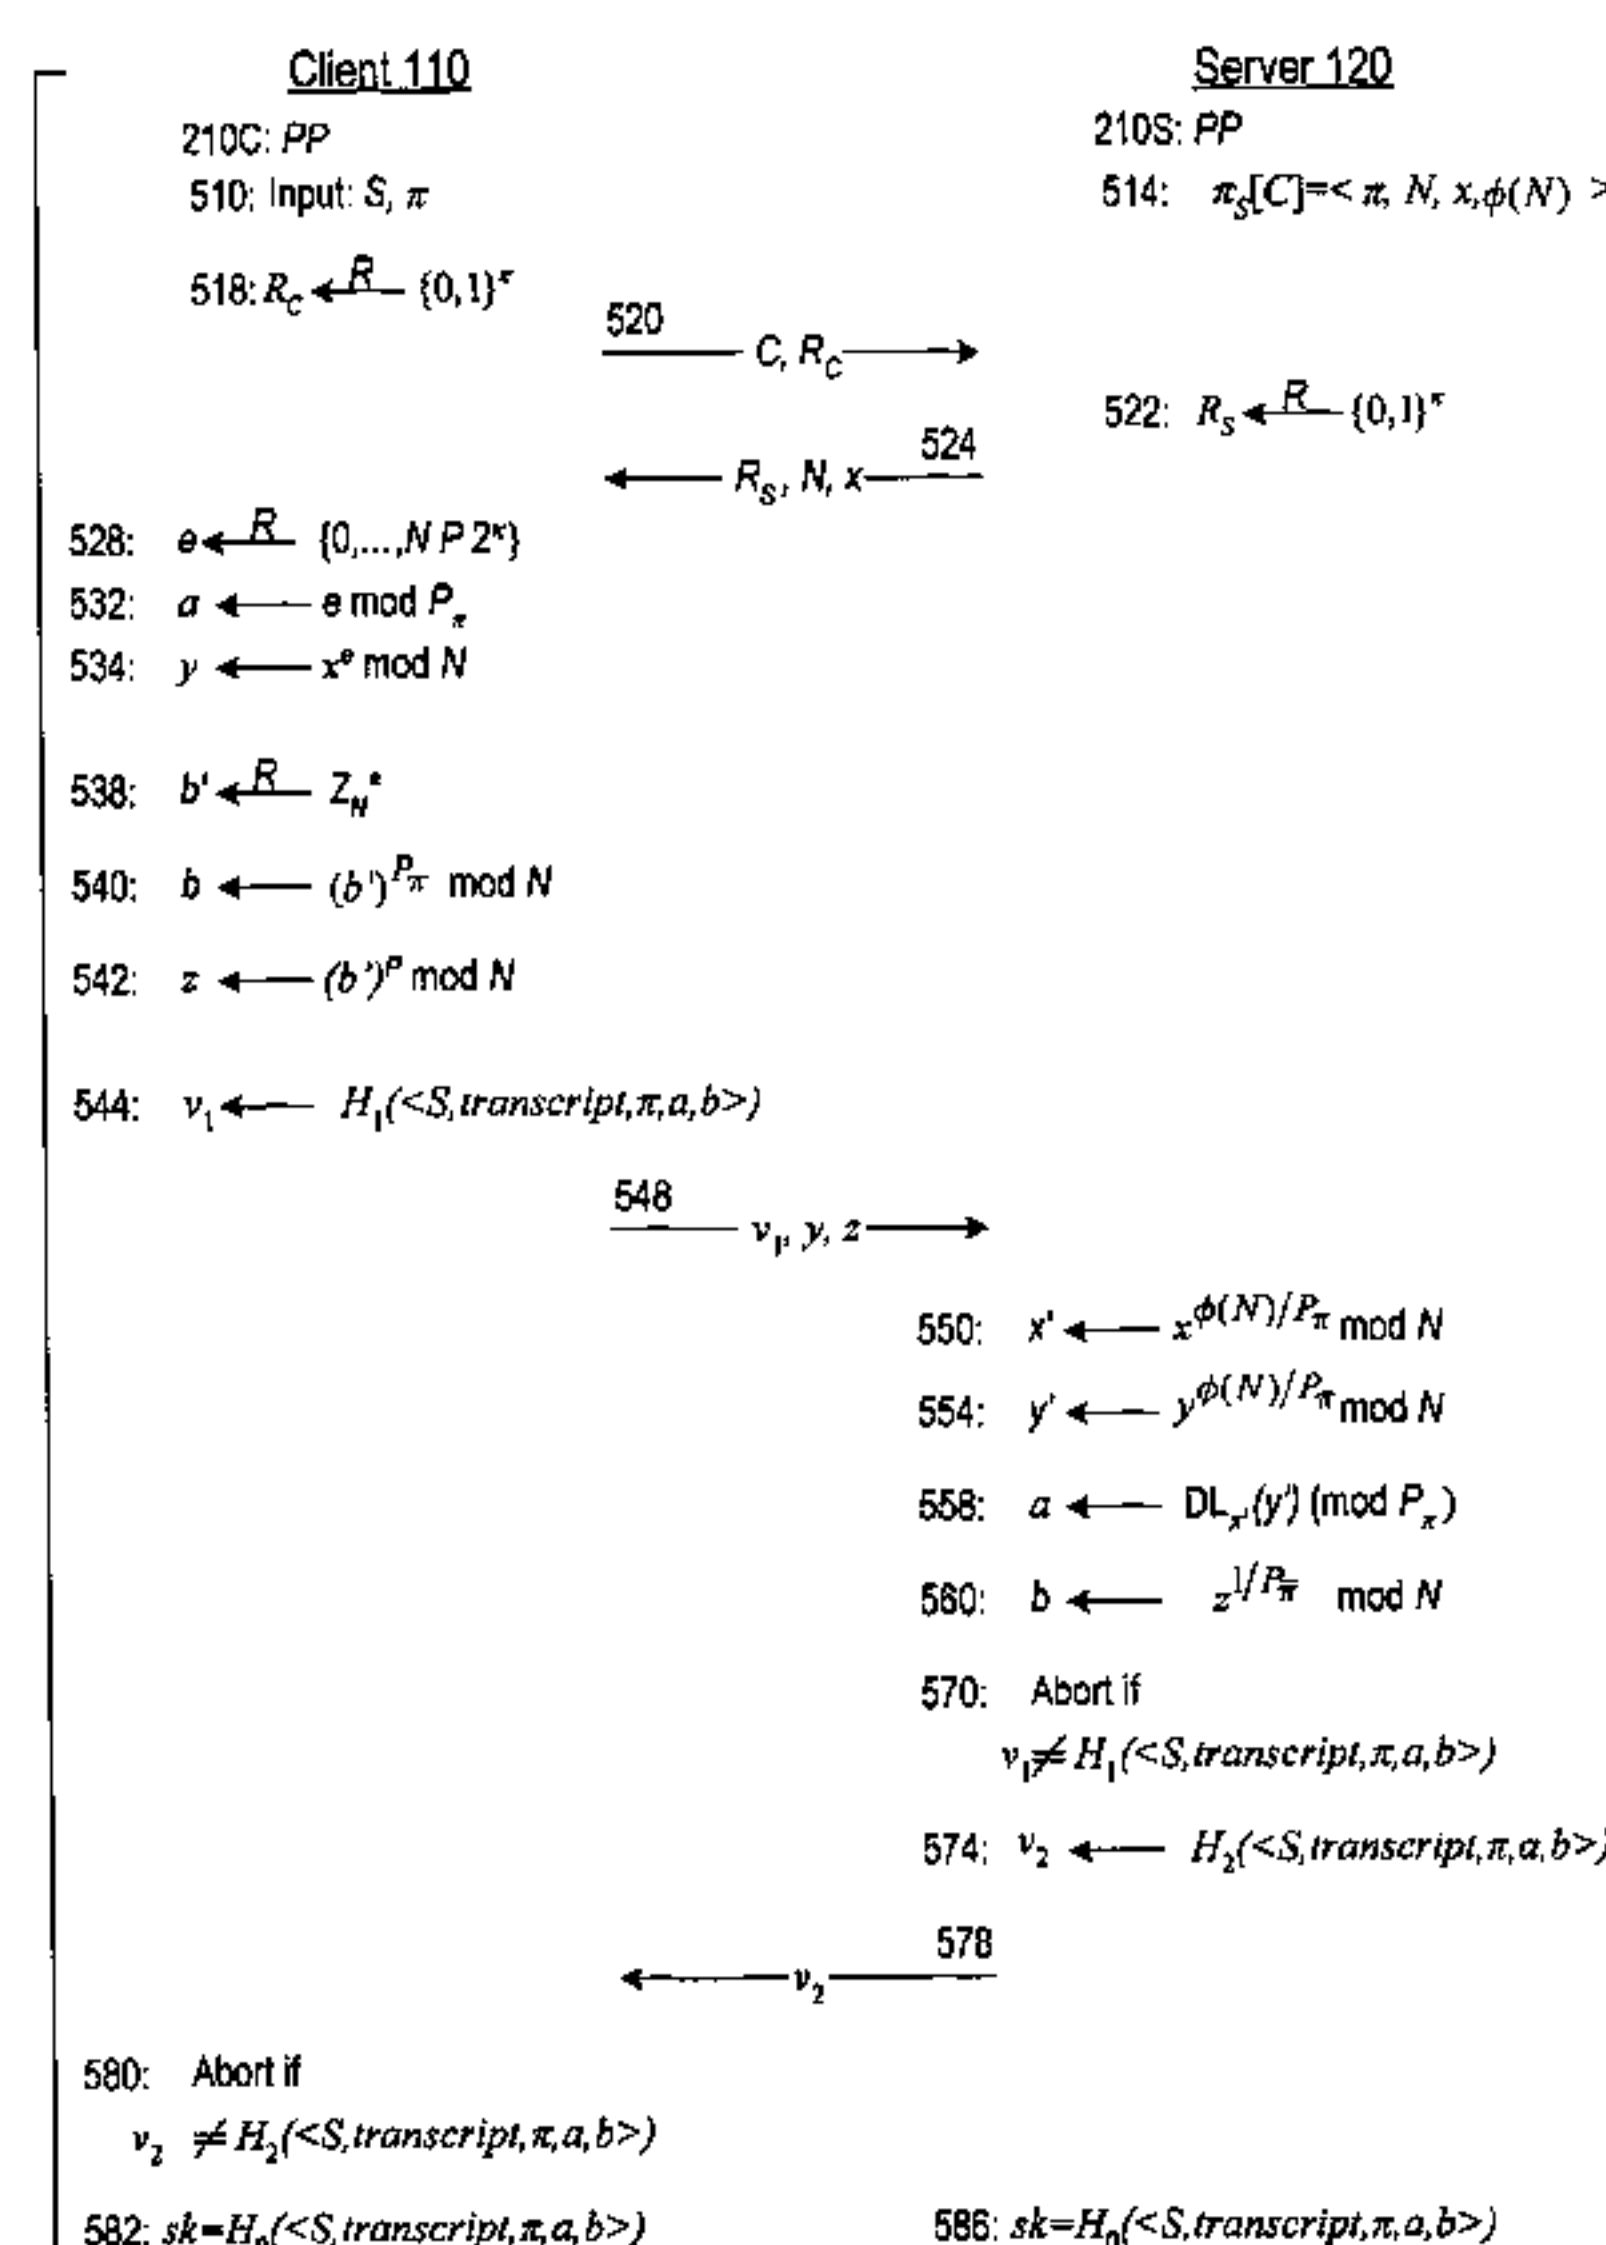 Client 110
Server 120
210C: PP
210S: PP
510: Input: S, π
514: π_S[C]=< π, N, x, ϕ(N) >
518: R_C ←R— {0,1}^κ
520
C, R_C
522: R_S ←R— {0,1}^κ
524
R_S, N, x
528: e ←R— {0,...,N P 2^κ}
532: a ← e mod P_π
534: y ← x^e mod N
538: b' ←R— Z_N^*
540: b ← (b')^P_π mod N
542: z ← (b')^P mod N
544: v_1 ← H_1(<S,transcript,π,a,b>)
548
v_1, y, z
550: x' ← x^ϕ(N)/P_π mod N
554: y' ← y^ϕ(N)/P_π mod N
558: a ← DL_x'(y') (mod P_π)
560: b ← z^1/P_π̅ mod N
570: Abort if
v_1≠H_1(<S,transcript,π,a,b>)
574: v_2 ← H_2(<S,transcript,π,a,b>)
578
v_2
580: Abort if
v_2 ≠H_2(<S,transcript,π,a,b>)
582: sk=H_0(<S,transcript,π,a,b>)
586: sk=H_0(<S,transcript,π,a,b>)